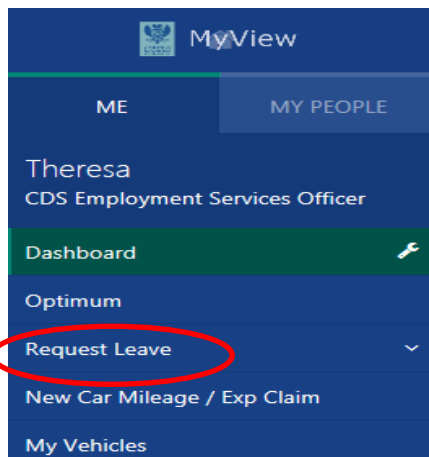 MyView
ME MY PEOPLE
Theresa
CDS Employment Services Officer
Dashboard
Optimum
Request Leave
New Car Mileage / Exp Claim
My Vehicles